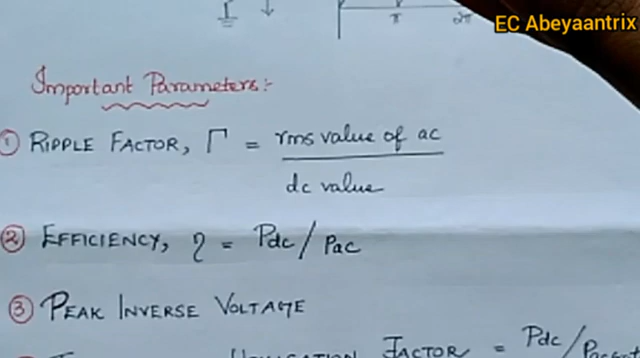 EC Abeyaantrix
π 2π
Important Parameters:-
① RIPPLE FACTOR, Γ = rms value of ac
dc value
② EFFICIENCY, η = Pdc / Pac
③ PEAK INVERSE VOLTAGE
FACTOR = Pdc /